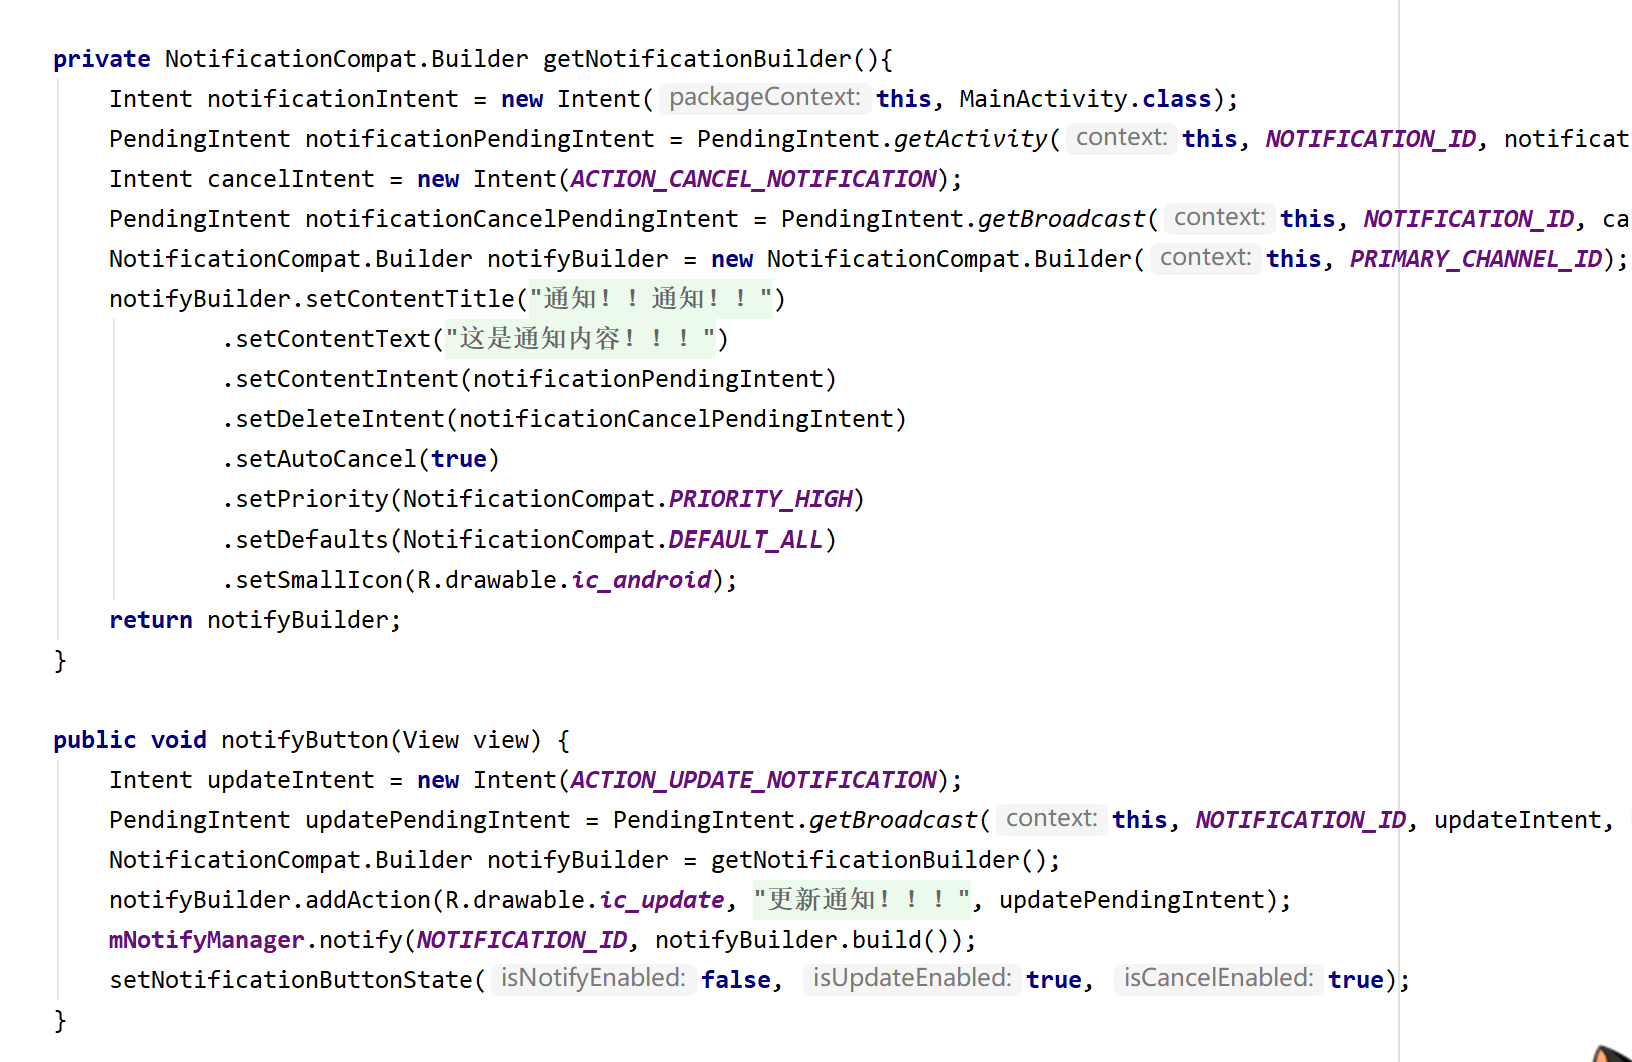 private NotificationCompat.Builder getNotificationBuilder(){
Intent notificationIntent = new Intent( packageContext: this, MainActivity.class);
PendingIntent notificationPendingIntent = PendingIntent.getActivity( context: this, NOTIFICATION_ID, notificat
Intent cancelIntent = new Intent(ACTION_CANCEL_NOTIFICATION);
PendingIntent notificationCancelPendingIntent = PendingIntent.getBroadcast( context: this, NOTIFICATION_ID, ca
NotificationCompat.Builder notifyBuilder = new NotificationCompat.Builder( context: this, PRIMARY_CHANNEL_ID);
notifyBuilder.setContentTitle("通知！！通知！！")
.setContentText("这是通知内容！！！")
.setContentIntent(notificationPendingIntent)
.setDeleteIntent(notificationCancelPendingIntent)
.setAutoCancel(true)
.setPriority(NotificationCompat.PRIORITY_HIGH)
.setDefaults(NotificationCompat.DEFAULT_ALL)
.setSmallIcon(R.drawable.ic_android);
return notifyBuilder;
}
public void notifyButton(View view) {
Intent updateIntent = new Intent(ACTION_UPDATE_NOTIFICATION);
PendingIntent updatePendingIntent = PendingIntent.getBroadcast( context: this, NOTIFICATION_ID, updateIntent,
NotificationCompat.Builder notifyBuilder = getNotificationBuilder();
notifyBuilder.addAction(R.drawable.ic_update, "更新通知！！！", updatePendingIntent);
mNotifyManager.notify(NOTIFICATION_ID, notifyBuilder.build());
setNotificationButtonState( isNotifyEnabled: false, isUpdateEnabled: true, isCancelEnabled: true);
}